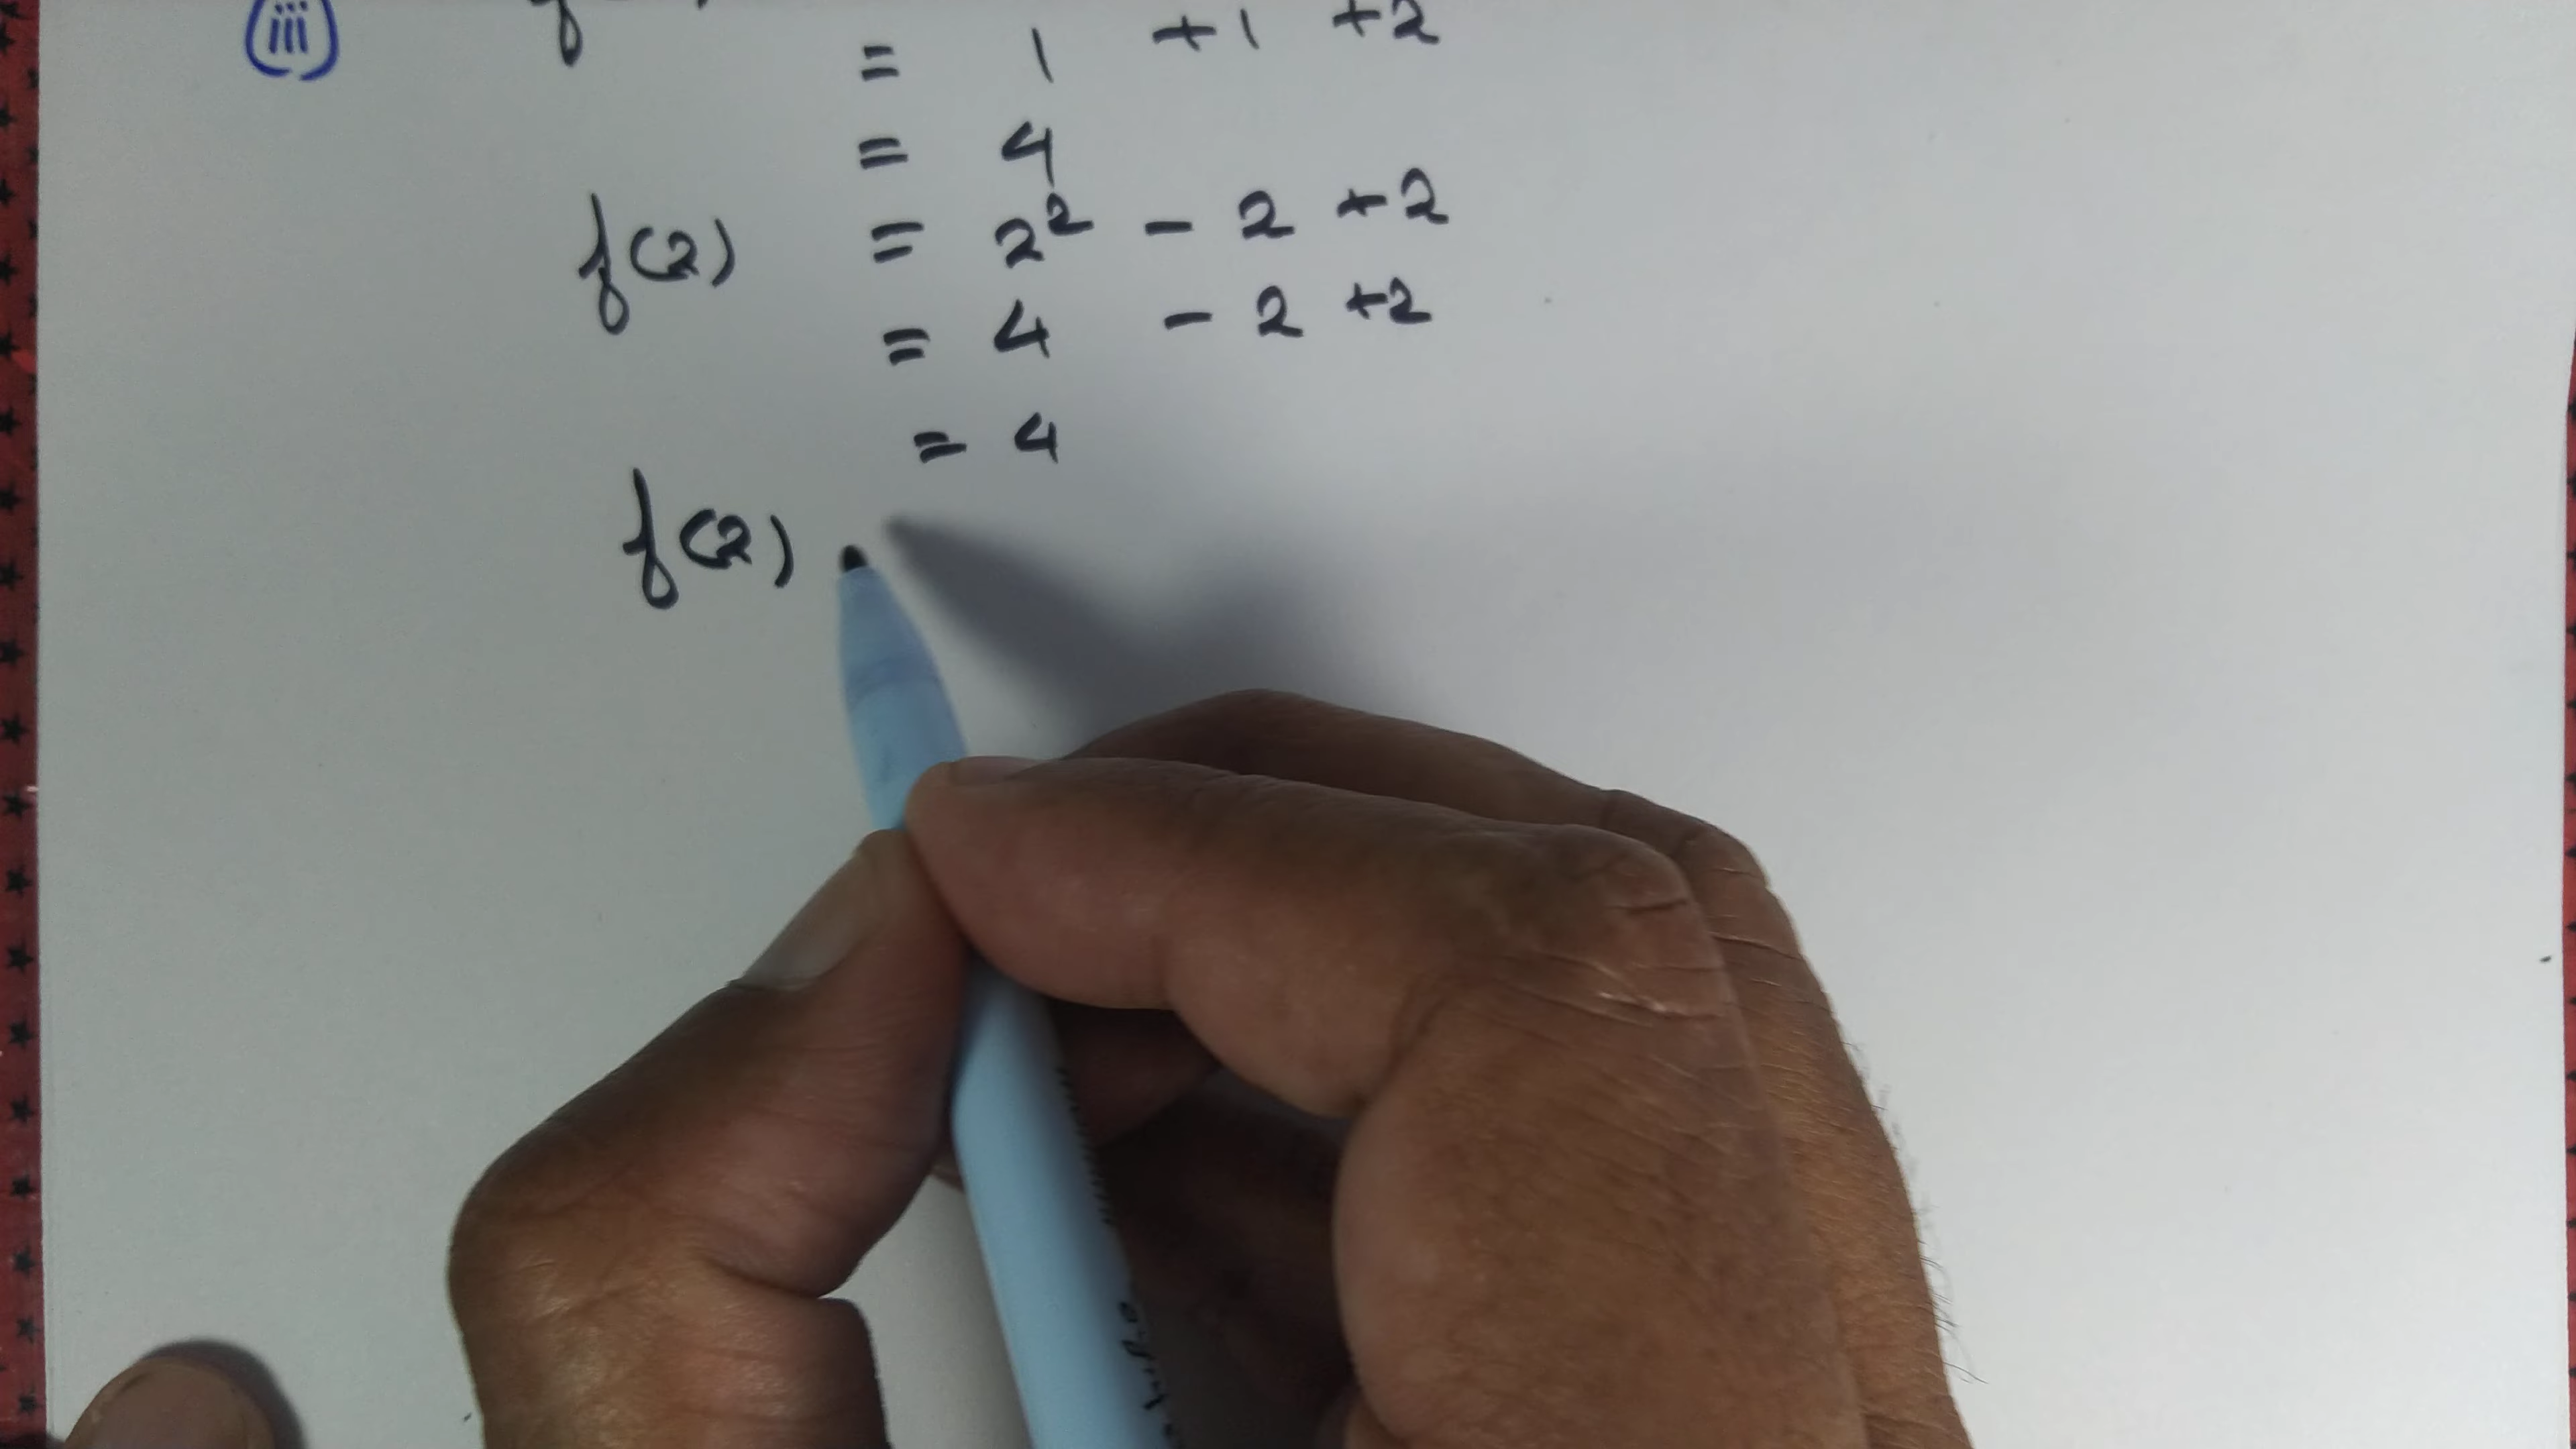 (iii)
= 1 +1 +2
= 4
f(2) = 2² - 2 +2
= 4 - 2 +2
= 4
f(2)